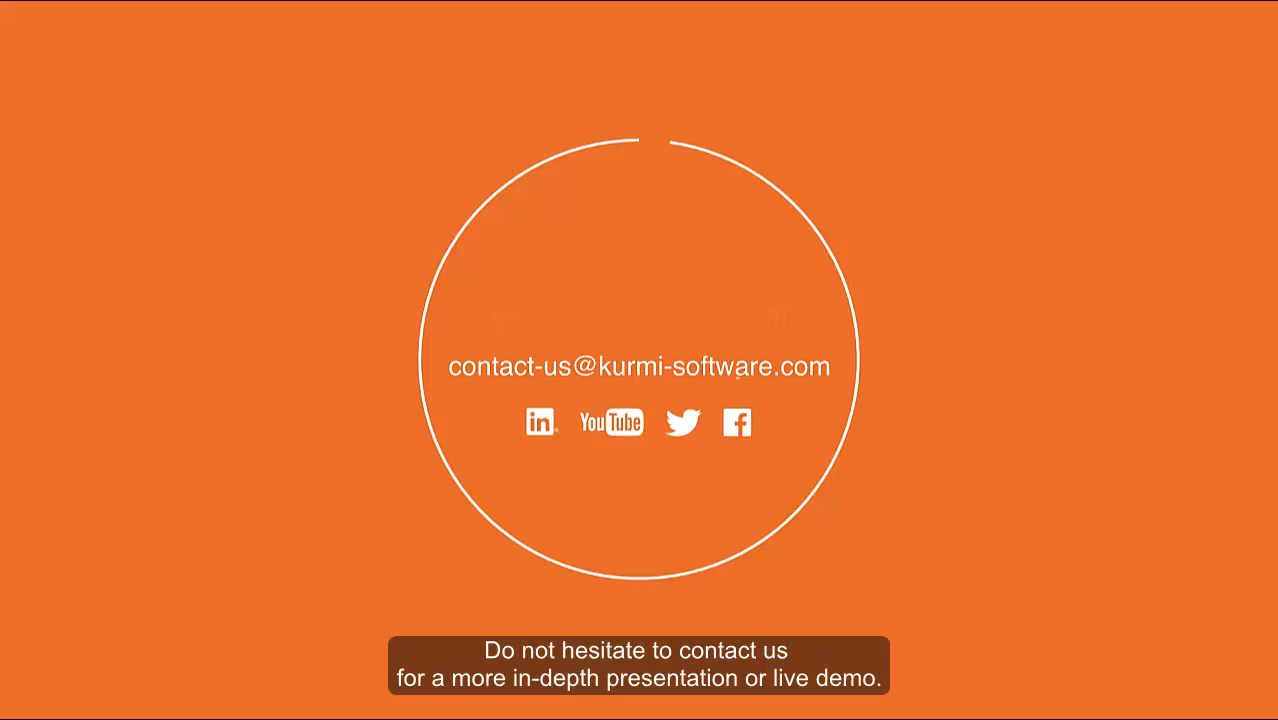 contact-us@kurmi-software.com
in YouTube f
Do not hesitate to contact us
for a more in-depth presentation or live demo.